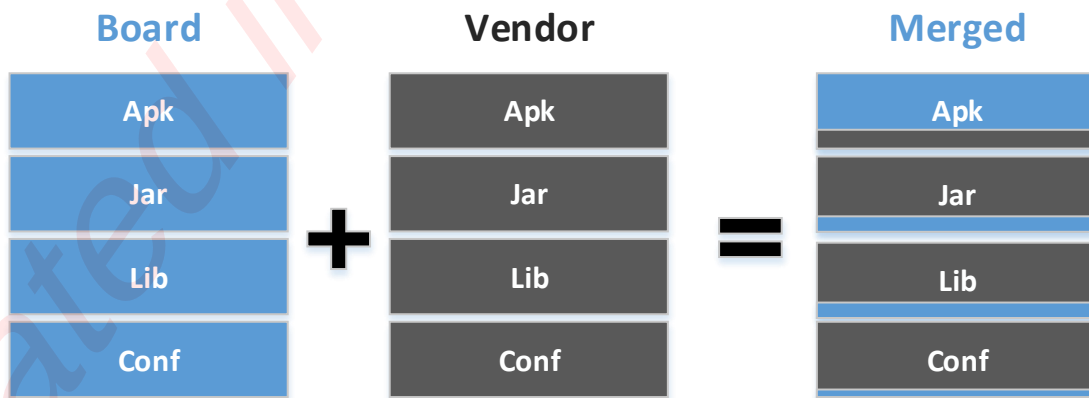 Board Vendor Merged
Apk Apk Apk
Jar Jar Jar
+ =
Lib Lib Lib
Conf Conf Conf